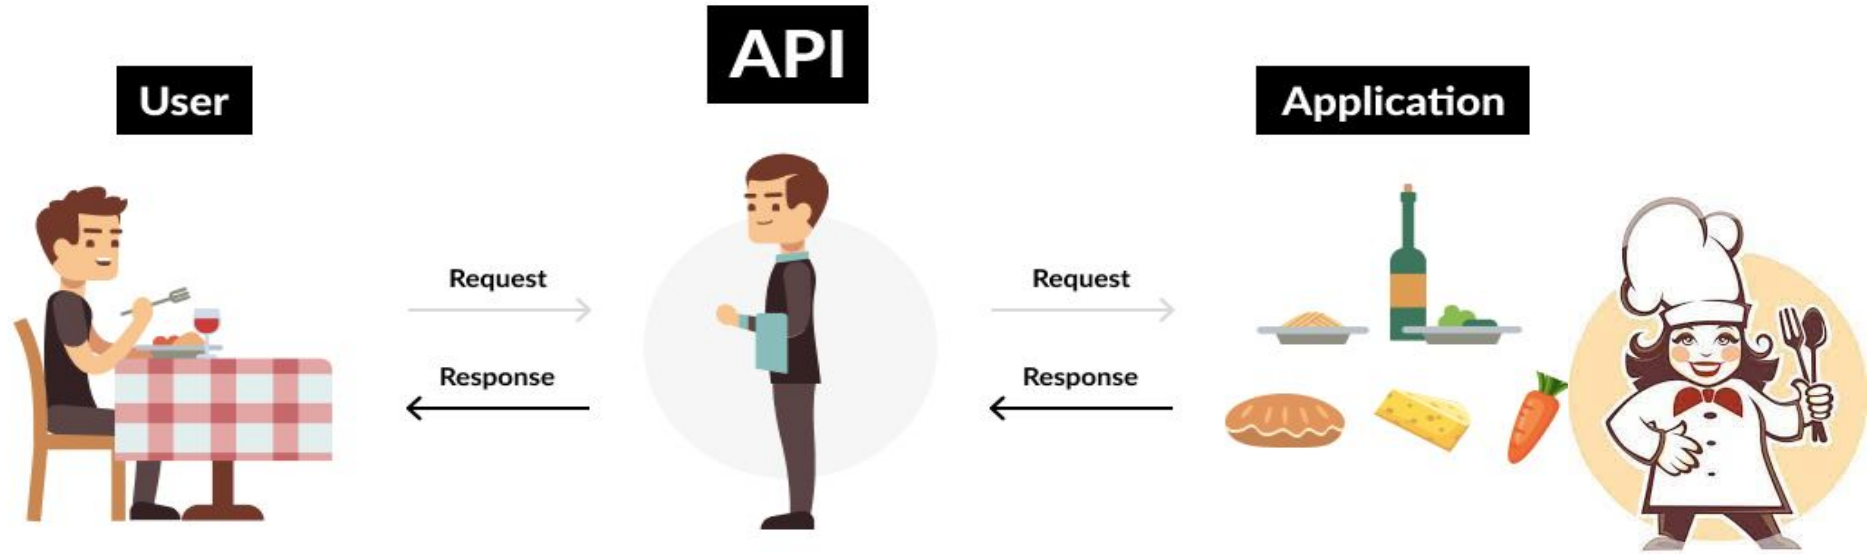 API
User
Application
Request
Request
Response
Response